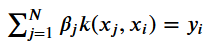 ∑_{j=1}^{N} β_j k(x_j, x_i) = y_i